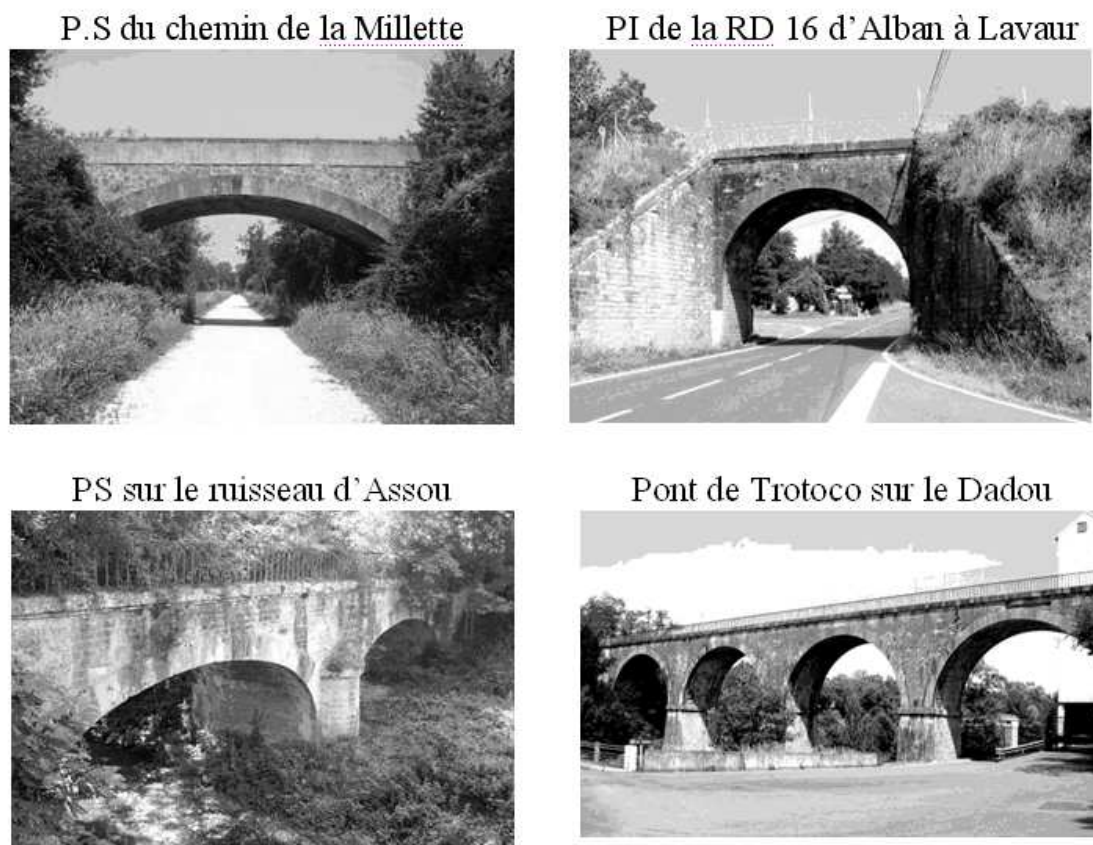 P.S du chemin de la Millette
PI de la RD 16 d’Alban à Lavaur
PS sur le ruisseau d’Assou
Pont de Trotoco sur le Dadou